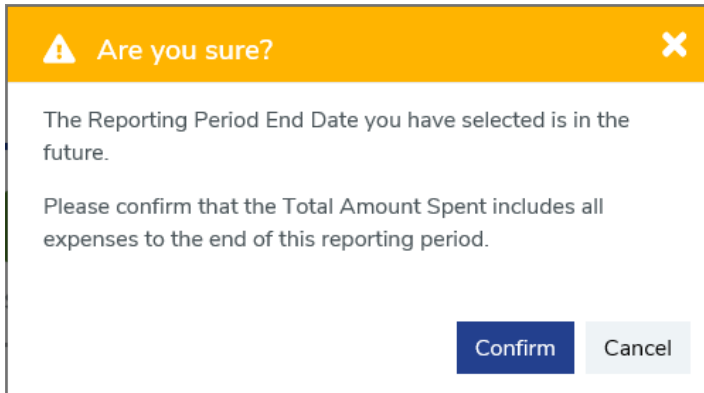 Are you sure?
The Reporting Period End Date you have selected is in the
future.
Please confirm that the Total Amount Spent includes all
expenses to the end of this reporting period.
Confirm Cancel